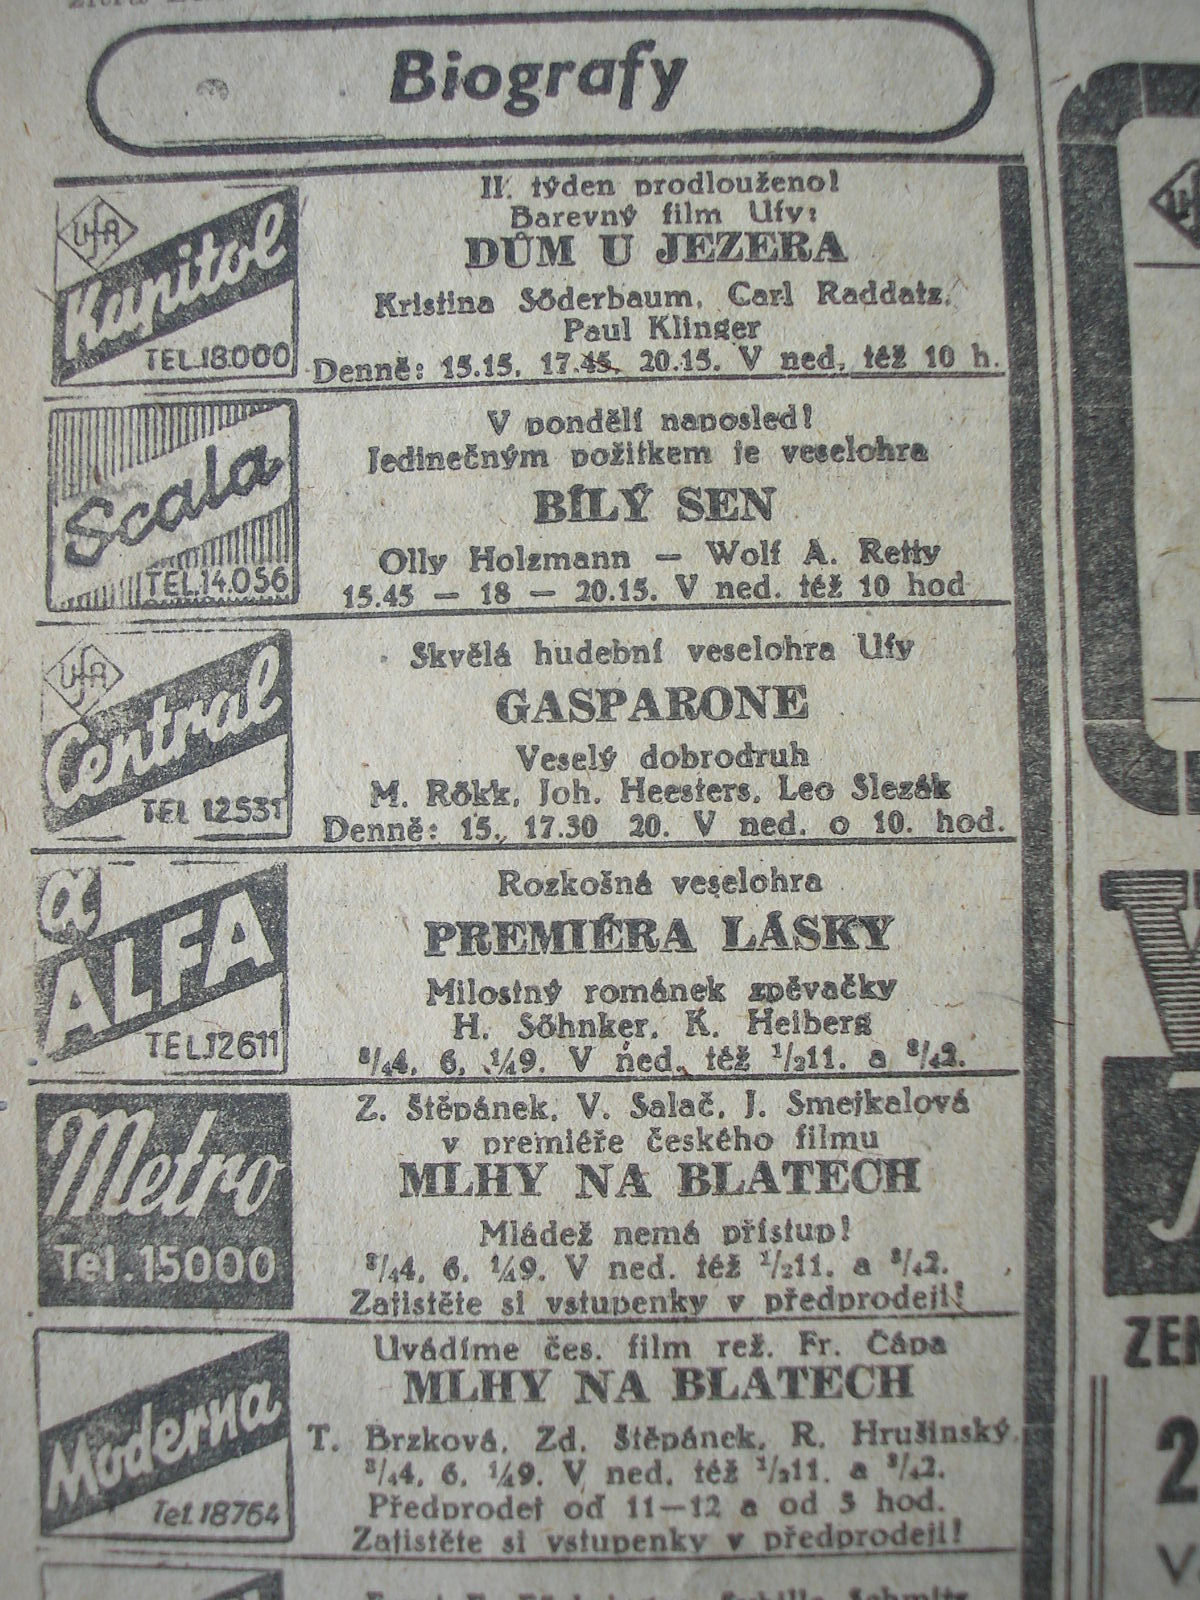 Biografy
UfA
Kapitol
TEL.18.000
II. týden prodlouženo!
Barevný film Ufy:
DŮM U JEZERA
Kristina Söderbaum, Carl Raddatz,
Paul Klinger
Denně: 15.15, 17.45, 20.15. V ned. též 10 h.
Scala
TEL.14.056
V pondělí naposled!
Jedinečným požitkem je veselohra
BÍLÝ SEN
Olly Holzmann — Wolf A. Retty
15.45 — 18 — 20.15. V ned. též 10 hod
UfA
Central
TEL 12531
Skvělá hudební veselohra Ufy
GASPARONE
Veselý dobrodruh
M. Rökk, Joh. Heesters, Leo Slezák
Denně: 15., 17.30 20. V ned. o 10. hod.
α
ALFA
TEL.12611
Rozkošná veselohra
PREMIÉRA LÁSKY
Milostný románek zpěvačky
H. Söhnker, K. Heiberg
3/44, 6, 1/49. V ned. též 1/211. a 3/42.
Metro
Tel.15000
Z. Štěpánek, V. Salač, J. Smejkalová
v premiéře českého filmu
MLHY NA BLATECH
Mládež nemá přístup!
3/44, 6, 1/49. V ned. též 1/211. a 3/42.
Zajistěte si vstupenky v předprodeji!
Moderna
Tel.18764
Uvádíme čes. film rež. Fr. Čápa
MLHY NA BLATECH
T. Brzková, Zd. Štěpánek, R. Hrušinský.
3/44, 6, 1/49. V ned. též 1/211. a 3/42.
Předprodej od 11—12 a od 3 hod.
Zajistěte si vstupenky v předprodeji!
ZEM
2